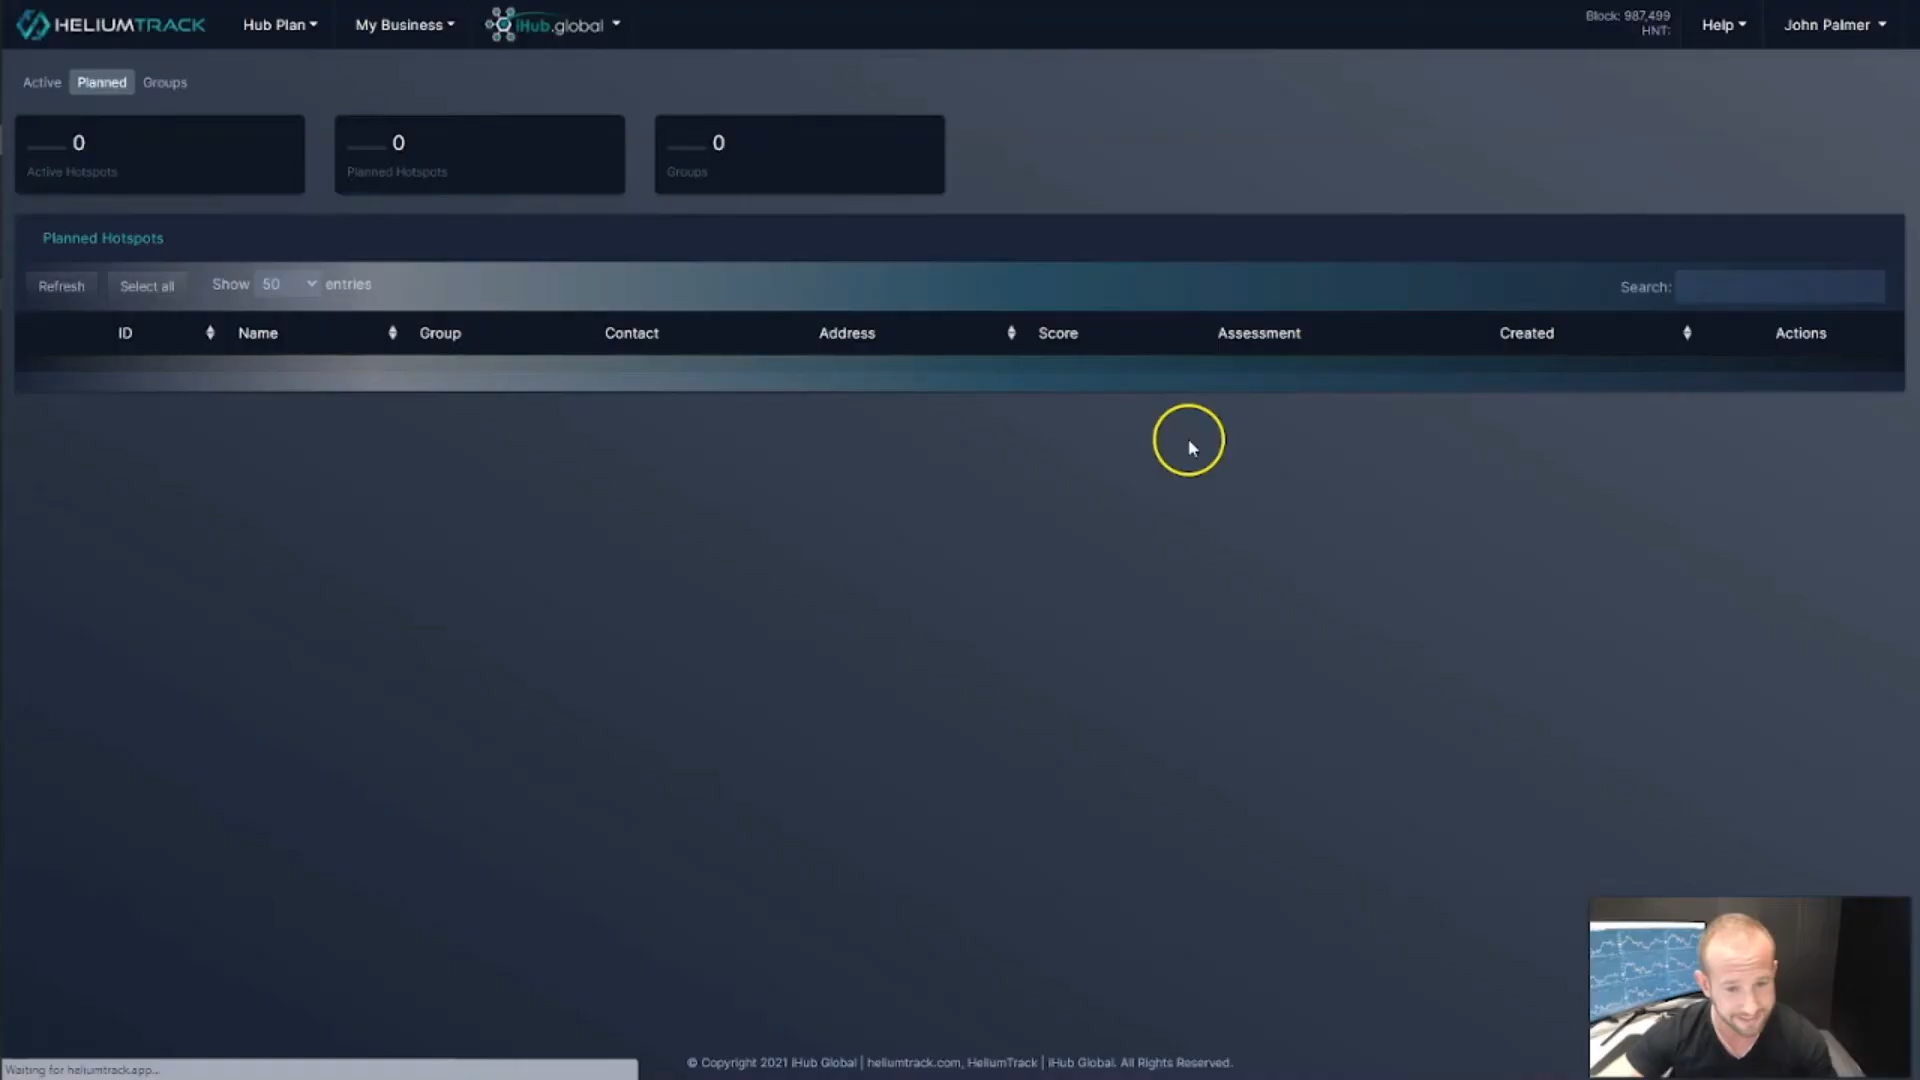 HELIUMTRACK Hub Plan My Business iHub.global Block: 987,499 Help John Palmer
HNT:
Active Planned Groups
0 0 0
Active Hotspots Planned Hotspots Groups
Planned Hotspots
Refresh Select all Show 50 entries Search:
ID Name Group Contact Address Score Assessment Created Actions
Waiting for heliumtrack.app...
© Copyright 2021 iHub Global | heliumtrack.com, HeliumTrack | iHub Global. All Rights Reserved.